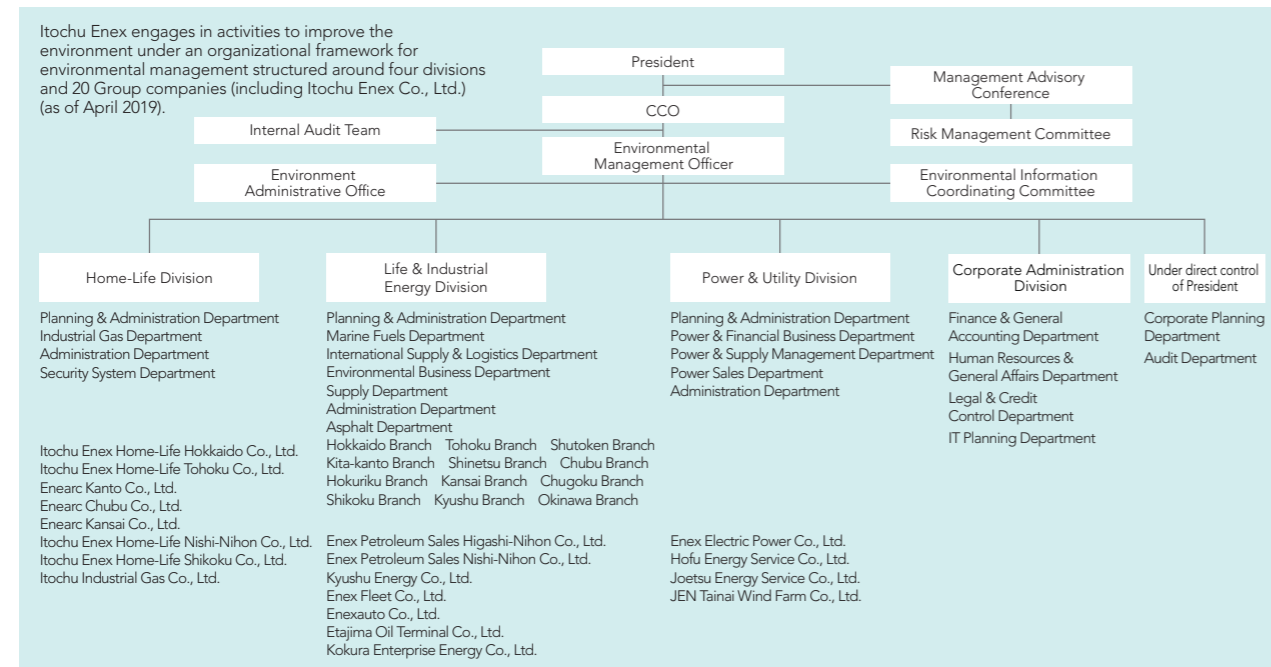 Itochu Enex engages in activities to improve the
environment under an organizational framework for
environmental management structured around four divisions
and 20 Group companies (including Itochu Enex Co., Ltd.)
(as of April 2019).
President
Management Advisory
Conference
CCO
Internal Audit Team
Risk Management Committee
Environmental
Management Officer
Environment
Administrative Office
Environmental Information
Coordinating Committee
Home-Life Division
Planning & Administration Department
Industrial Gas Department
Administration Department
Security System Department
Itochu Enex Home-Life Hokkaido Co., Ltd.
Itochu Enex Home-Life Tohoku Co., Ltd.
Enearc Kanto Co., Ltd.
Enearc Chubu Co., Ltd.
Enearc Kansai Co., Ltd.
Itochu Enex Home-Life Nishi-Nihon Co., Ltd.
Itochu Enex Home-Life Shikoku Co., Ltd.
Itochu Industrial Gas Co., Ltd.
Life & Industrial
Energy Division
Planning & Administration Department
Marine Fuels Department
International Supply & Logistics Department
Environmental Business Department
Supply Department
Administration Department
Asphalt Department
Hokkaido Branch Tohoku Branch Shutoken Branch
Kita-kanto Branch Shinetsu Branch Chubu Branch
Hokuriku Branch Kansai Branch Chugoku Branch
Shikoku Branch Kyushu Branch Okinawa Branch
Enex Petroleum Sales Higashi-Nihon Co., Ltd.
Enex Petroleum Sales Nishi-Nihon Co., Ltd.
Kyushu Energy Co., Ltd.
Enex Fleet Co., Ltd.
Enexauto Co., Ltd.
Etajima Oil Terminal Co., Ltd.
Kokura Enterprise Energy Co., Ltd.
Power & Utility Division
Planning & Administration Department
Power & Financial Business Department
Power & Supply Management Department
Power Sales Department
Administration Department
Enex Electric Power Co., Ltd.
Hofu Energy Service Co., Ltd.
Joetsu Energy Service Co., Ltd.
JEN Tainai Wind Farm Co., Ltd.
Corporate Administration
Division
Finance & General
Accounting Department
Human Resources &
General Affairs Department
Legal & Credit
Control Department
IT Planning Department
Under direct control
of President
Corporate Planning
Department
Audit Department